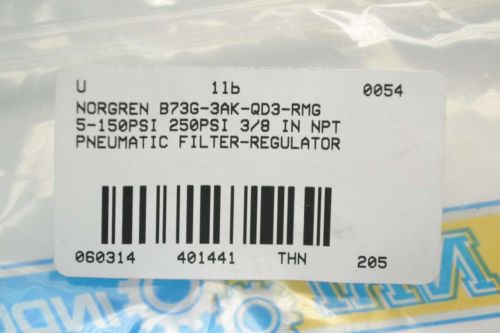 U 1lb 0054
NORGREN B73G-3AK-QD3-RMG
5-150PSI 250PSI 3/8 IN NPT
PNEUMATIC FILTER-REGULATOR
060314 401441 THN 205